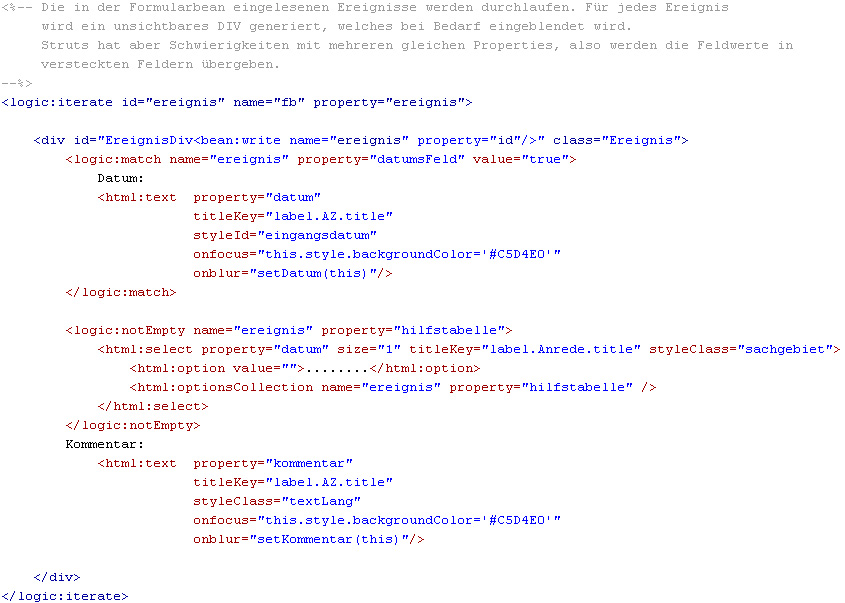 <%-- Die in der Formularbean eingelesenen Ereignisse werden durchlaufen. Für jedes Ereignis
     wird ein unsichtbares DIV generiert, welches bei Bedarf eingeblendet wird.
     Struts hat aber Schwierigkeiten mit mehreren gleichen Properties, also werden die Feldwerte in
     versteckten Feldern übergeben.
--%>
<logic:iterate id="ereignis" name="fb" property="ereignis">

    <div id="EreignisDiv<bean:write name="ereignis" property="id"/>" class="Ereignis">
        <logic:match name="ereignis" property="datumsFeld" value="true">
            Datum:
            <html:text  property="datum"
                        titleKey="label.AZ.title"
                        styleId="eingangsdatum"
                        onfocus="this.style.backgroundColor='#C5D4E0'"
                        onblur="setDatum(this)"/>
        </logic:match>

        <logic:notEmpty name="ereignis" property="hilfstabelle">
            <html:select property="datum" size="1" titleKey="label.Anrede.title" styleClass="sachgebiet">
                <html:option value="">........</html:option>
                <html:optionsCollection name="ereignis" property="hilfstabelle" />
            </html:select>
        </logic:notEmpty>
        Kommentar:
            <html:text  property="kommentar"
                        titleKey="label.AZ.title"
                        styleClass="textLang"
                        onfocus="this.style.backgroundColor='#C5D4E0'"
                        onblur="setKommentar(this)"/>

    </div>
</logic:iterate>